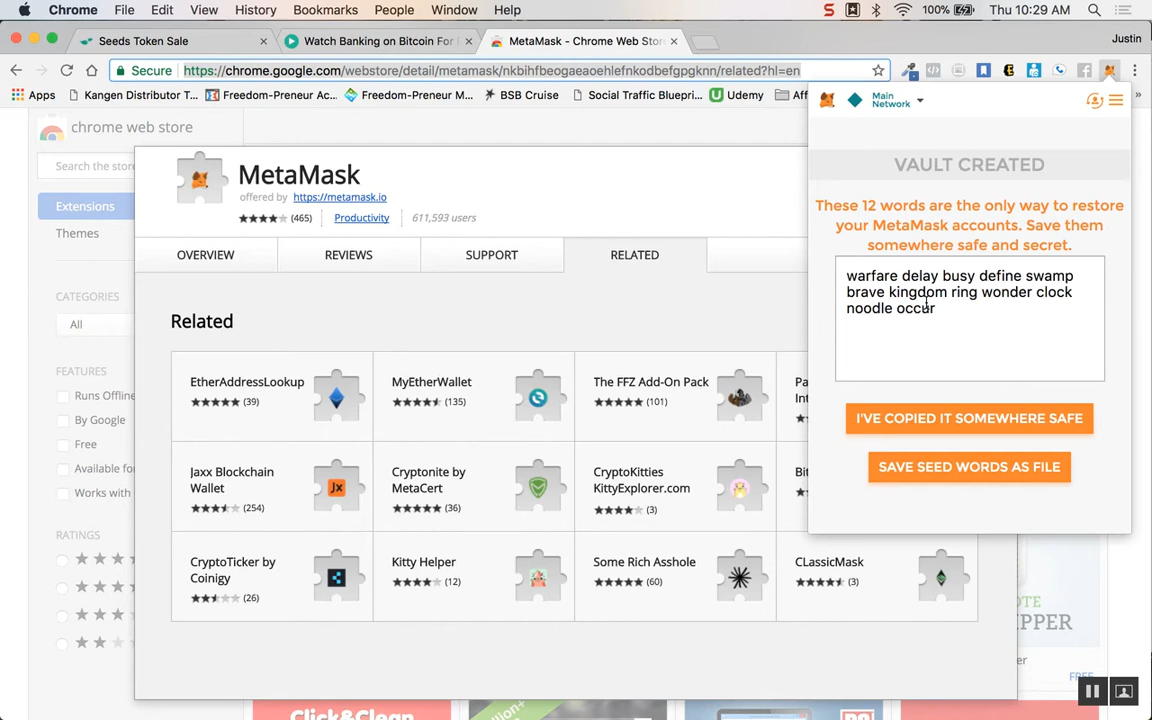 Chrome File Edit View History Bookmarks People Window Help
100% Thu 10:29 AM
Seeds Token Sale
Watch Banking on Bitcoin For
MetaMask - Chrome Web Store
Justin
Secure https://chrome.google.com/webstore/detail/metamask/nkbihfbeogaeaoehlefnkodbefgpgknn/related?hl=en
Apps Kangen Distributor T... Freedom-Preneur Ac... Freedom-Preneur M... BSB Cruise Social Traffic Bluepri... Udemy Aff
chrome web store
Search the store
Extensions
Themes
CATEGORIES
All
FEATURES
Runs Offline
By Google
Free
Available for
Works with
RATINGS
MetaMask
offered by https://metamask.io
(465) Productivity 611,593 users
OVERVIEW REVIEWS SUPPORT RELATED
Related
EtherAddressLookup
(39)
MyEtherWallet
(135)
The FFZ Add-On Pack
(101)
Jaxx Blockchain
Wallet
(254)
Cryptonite by
MetaCert
(36)
CryptoKitties
KittyExplorer.com
(3)
CryptoTicker by
Coinigy
(26)
Kitty Helper
(12)
Some Rich Asshole
(60)
CLassicMask
(3)
Main
Network
VAULT CREATED
These 12 words are the only way to restore
your MetaMask accounts. Save them
somewhere safe and secret.
warfare delay busy define swamp
brave kingdom ring wonder clock
noodle occur
I'VE COPIED IT SOMEWHERE SAFE
SAVE SEED WORDS AS FILE
FREE
Click&Clean